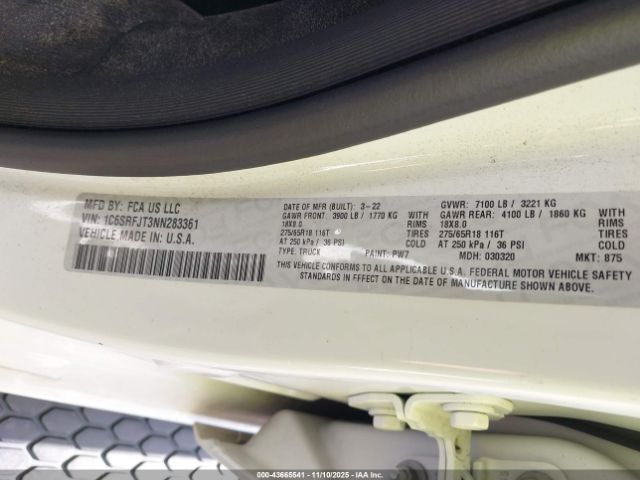 MFD BY: FCA US LLC
VIN: 1C6SRFJT3NN283361
VEHICLE MADE IN: U.S.A.
DATE OF MFR (BUILT): 3-22
GVWR: 7100 LB / 3221 KG
GAWR FRONT: 3900 LB / 1770 KG WITH
GAWR REAR: 4100 LB / 1860 KG WITH
18X8.0 RIMS
18X8.0 RIMS
275/65R18 116T TIRES
275/65R18 116T TIRES
AT 250 kPa / 36 PSI COLD
AT 250 kPa / 36 PSI COLD
TYPE: TRUCK PAINT: PW7 MDH: 030320 MKT: 875
THIS VEHICLE CONFORMS TO ALL APPLICABLE U.S.A. FEDERAL MOTOR VEHICLE SAFETY
STANDARDS IN EFFECT ON THE DATE OF MANUFACTURE SHOWN ABOVE.
000-43665541 - 11/10/2025 - IAAI.COM